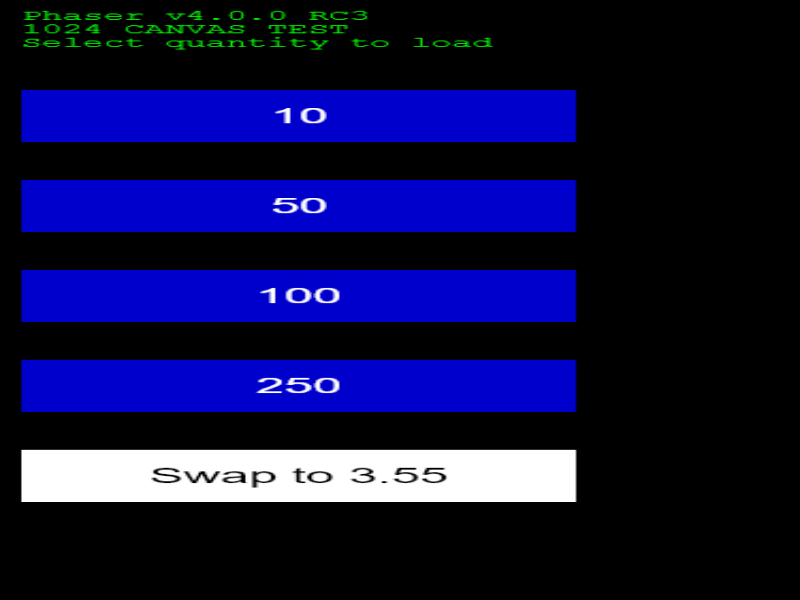 Phaser v4.0.0 RC3
1024 CANVAS TEST
Select quantity to load
10
50
100
250
Swap to 3.55